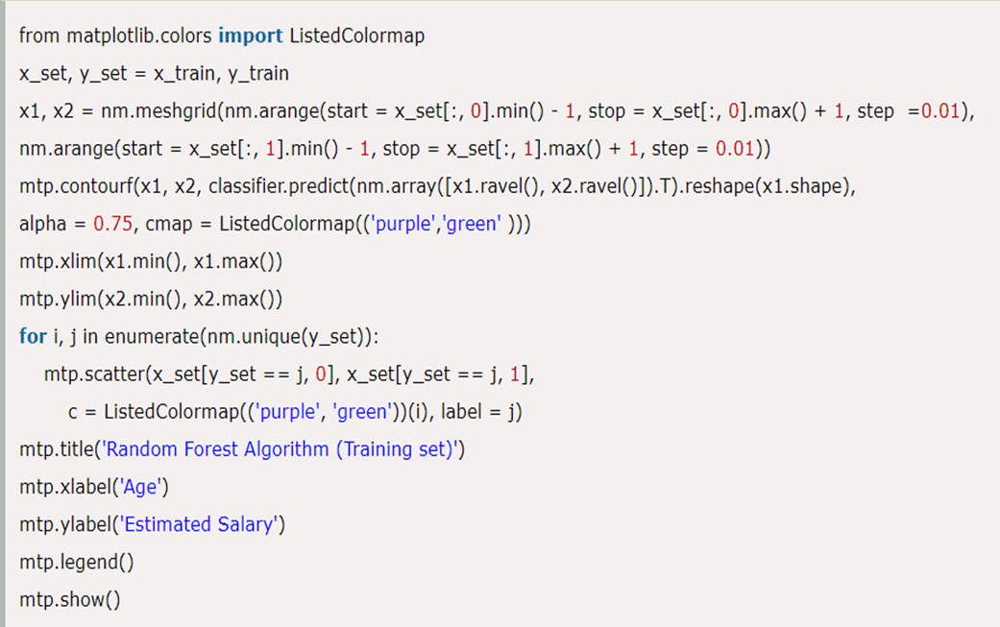 from matplotlib.colors import ListedColormap
x_set, y_set = x_train, y_train
x1, x2 = nm.meshgrid(nm.arange(start = x_set[:, 0].min() - 1, stop = x_set[:, 0].max() + 1, step  =0.01),
nm.arange(start = x_set[:, 1].min() - 1, stop = x_set[:, 1].max() + 1, step = 0.01))
mtp.contourf(x1, x2, classifier.predict(nm.array([x1.ravel(), x2.ravel()]).T).reshape(x1.shape),
alpha = 0.75, cmap = ListedColormap(('purple','green' )))
mtp.xlim(x1.min(), x1.max())
mtp.ylim(x2.min(), x2.max())
for i, j in enumerate(nm.unique(y_set)):
    mtp.scatter(x_set[y_set == j, 0], x_set[y_set == j, 1],
        c = ListedColormap(('purple', 'green'))(i), label = j)
mtp.title('Random Forest Algorithm (Training set)')
mtp.xlabel('Age')
mtp.ylabel('Estimated Salary')
mtp.legend()
mtp.show()